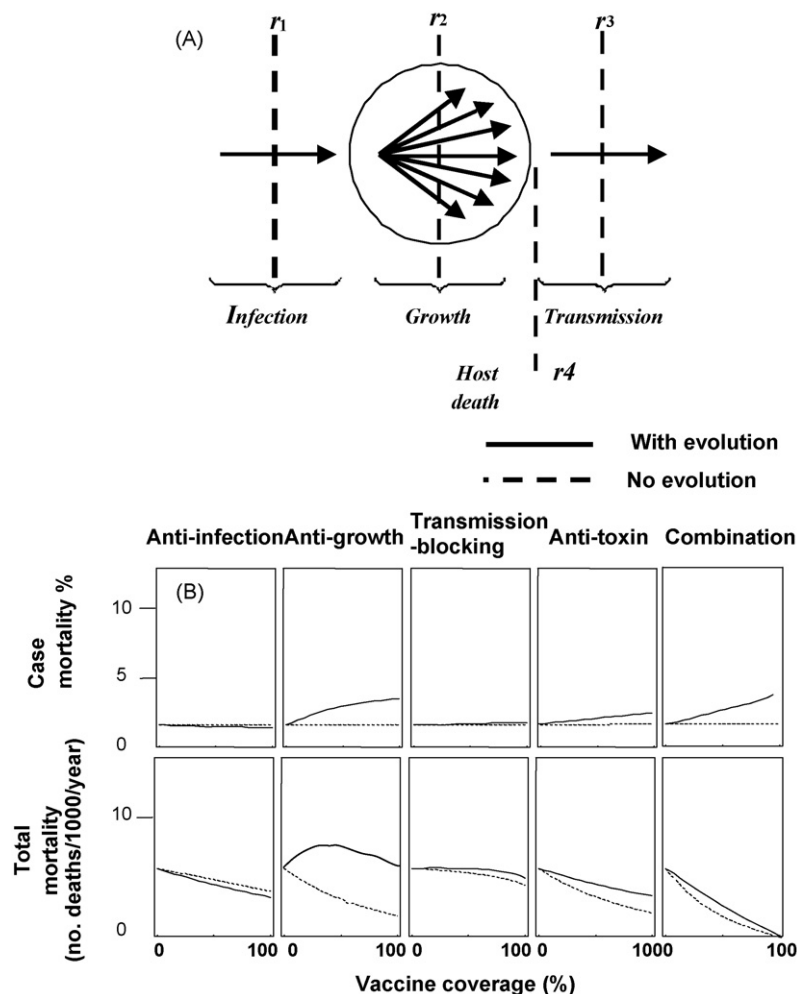 (A)
r1 r2 r3
Infection Growth Transmission
Host r4
death
With evolution
No evolution
Anti-infection Anti-growth Transmission -blocking Anti-toxin Combination
(B)
Case mortality %
10
5
0
Total mortality (no. deaths/1000/year)
10
0
0 100 0 100 0 100 0 1000 100
Vaccine coverage (%)